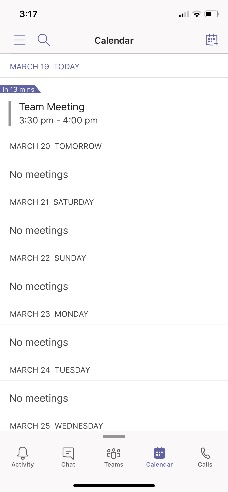 3:17
Calendar
MARCH 19 TODAY
in 13 mins
Team Meeting
3:30 pm - 4:00 pm
MARCH 20 TOMORROW
No meetings
MARCH 21 SATURDAY
No meetings
MARCH 22 SUNDAY
No meetings
MARCH 23 MONDAY
No meetings
MARCH 24 TUESDAY
No meetings
MARCH 25 WEDNESDAY
Activity
Chat
Teams
Calendar
Calls